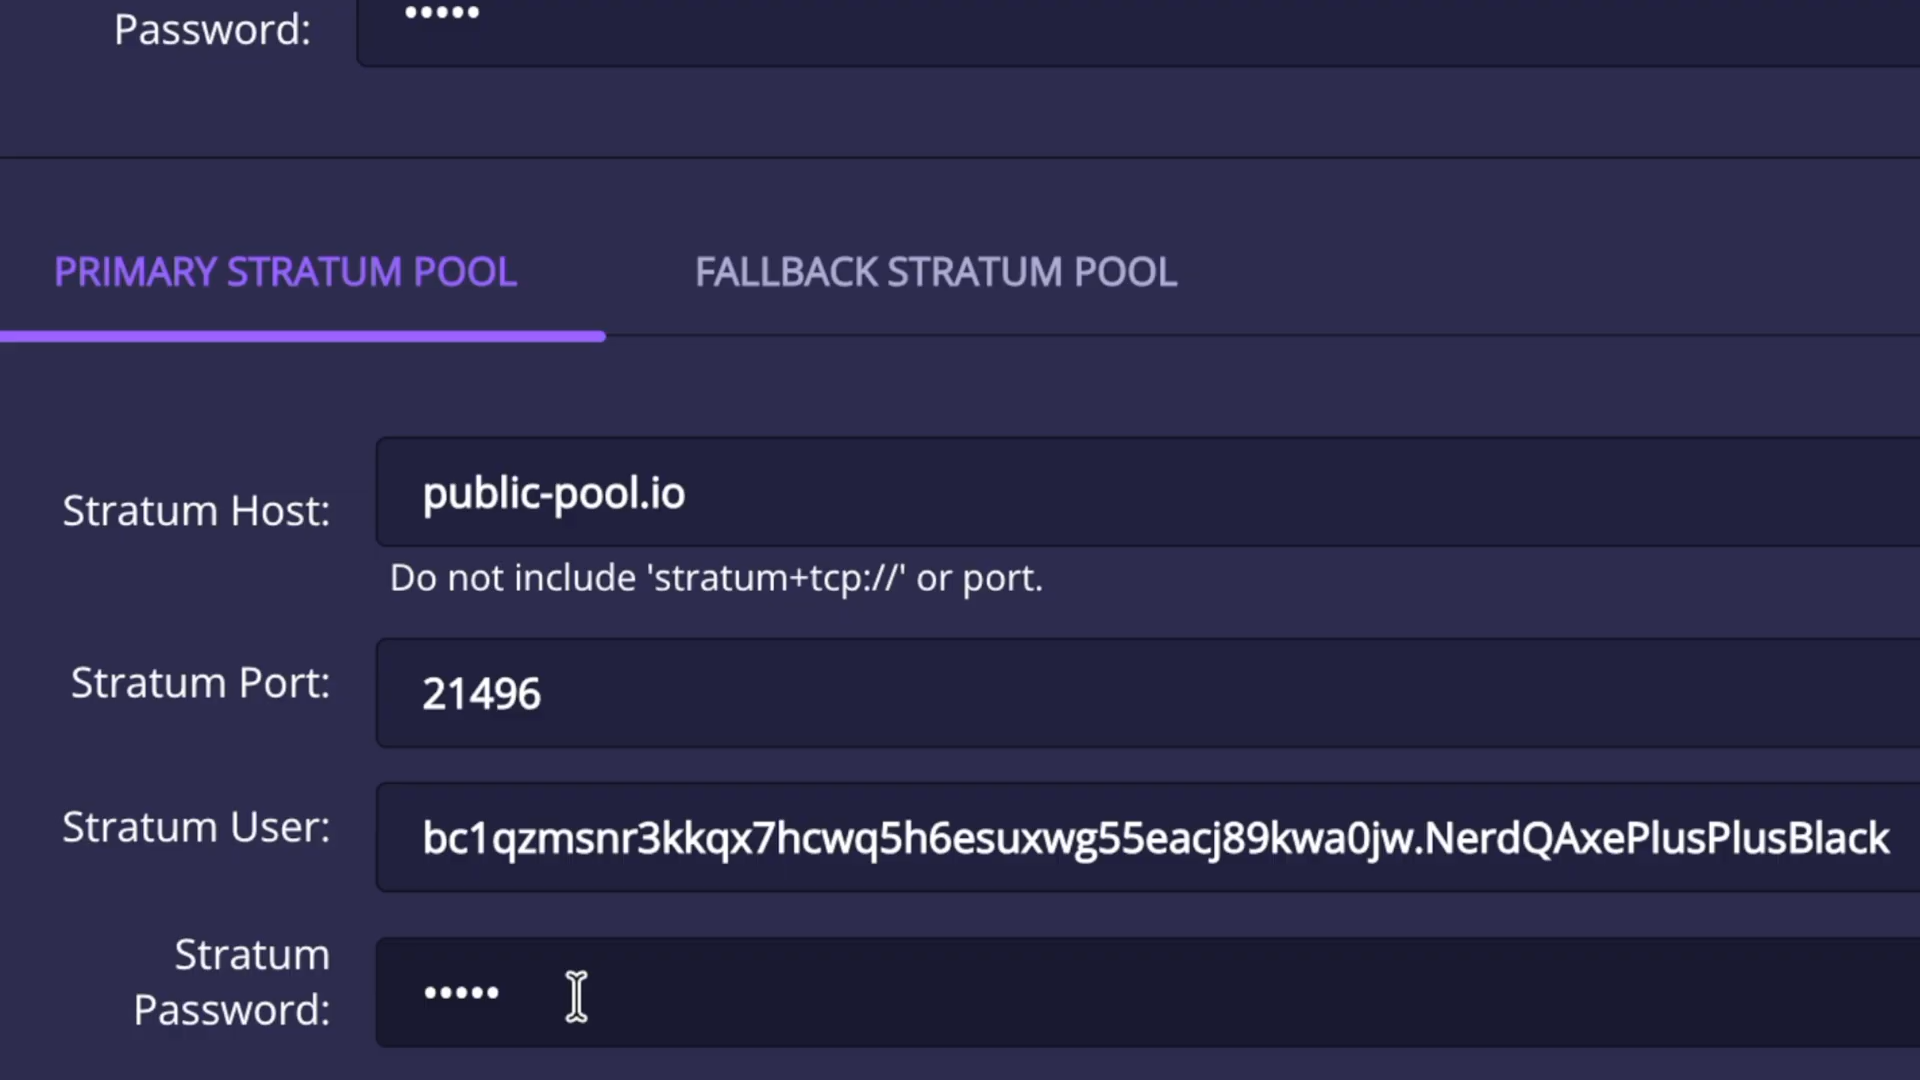 Password:
•••••
PRIMARY STRATUM POOL
FALLBACK STRATUM POOL
Stratum Host:
public-pool.io
Do not include 'stratum+tcp://' or port.
Stratum Port:
21496
Stratum User:
bc1qzmsnr3kkqx7hcwq5h6esuxwg55eacj89kwa0jw.NerdQAxePlusPlusBlack
Stratum
Password:
•••••